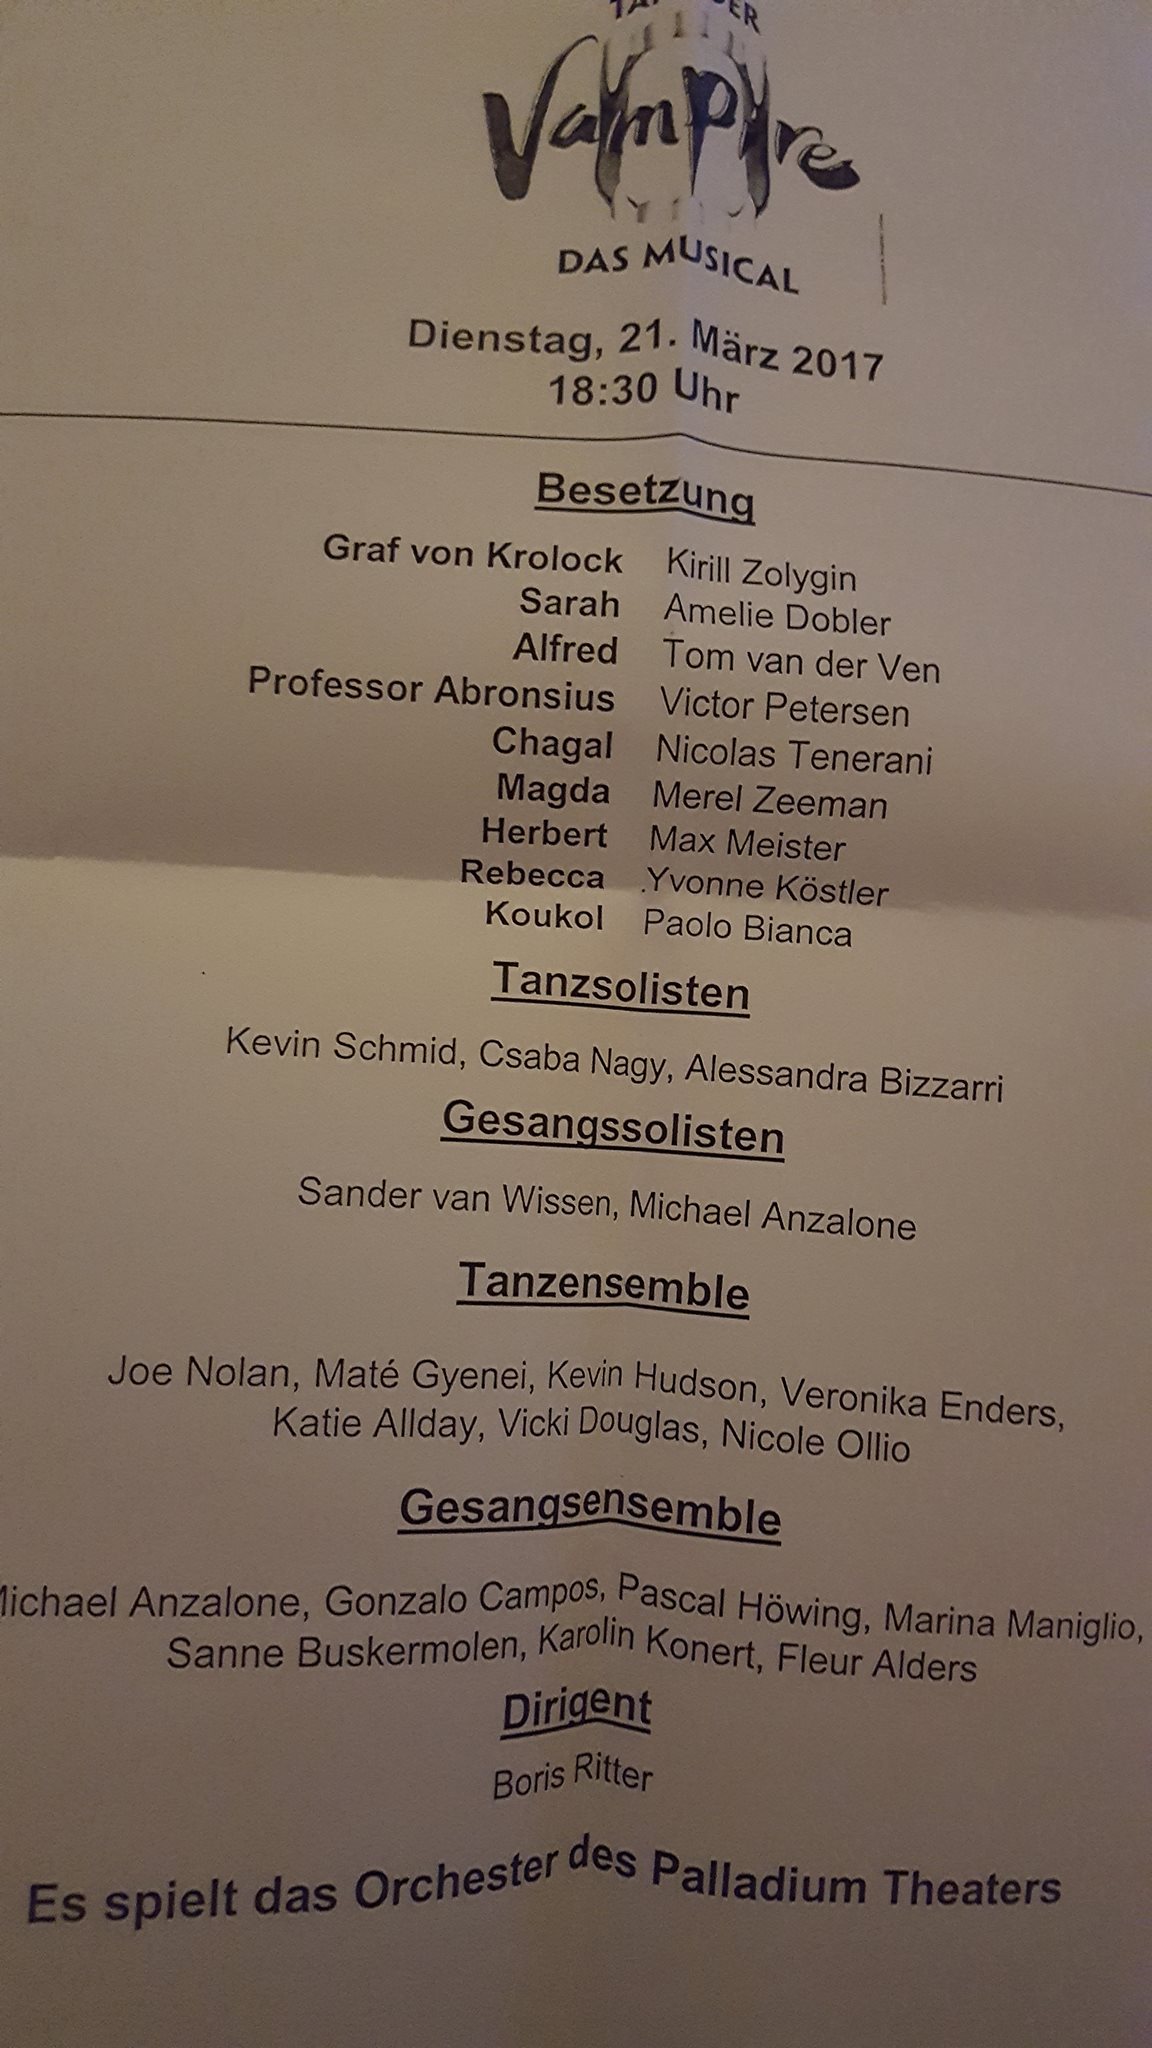 Vampire
DAS MUSICAL
Dienstag, 21. März 2017
18:30 Uhr
Besetzung
Graf von Krolock Kirill Zolygin
Sarah Amelie Dobler
Alfred Tom van der Ven
Professor Abronsius Victor Petersen
Chagal Nicolas Tenerani
Magda Merel Zeeman
Herbert Max Meister
Rebecca Yvonne Köstler
Koukol Paolo Bianca
Tanzsolisten
Kevin Schmid, Csaba Nagy, Alessandra Bizzarri
Gesangssolisten
Sander van Wissen, Michael Anzalone
Tanzensemble
Joe Nolan, Maté Gyenei, Kevin Hudson, Veronika Enders,
Katie Allday, Vicki Douglas, Nicole Ollio
Gesangsensemble
Michael Anzalone, Gonzalo Campos, Pascal Höwing, Marina Maniglio,
Sanne Buskermolen, Karolin Konert, Fleur Alders
Dirigent
Boris Ritter
Es spielt das Orchester des Palladium Theaters